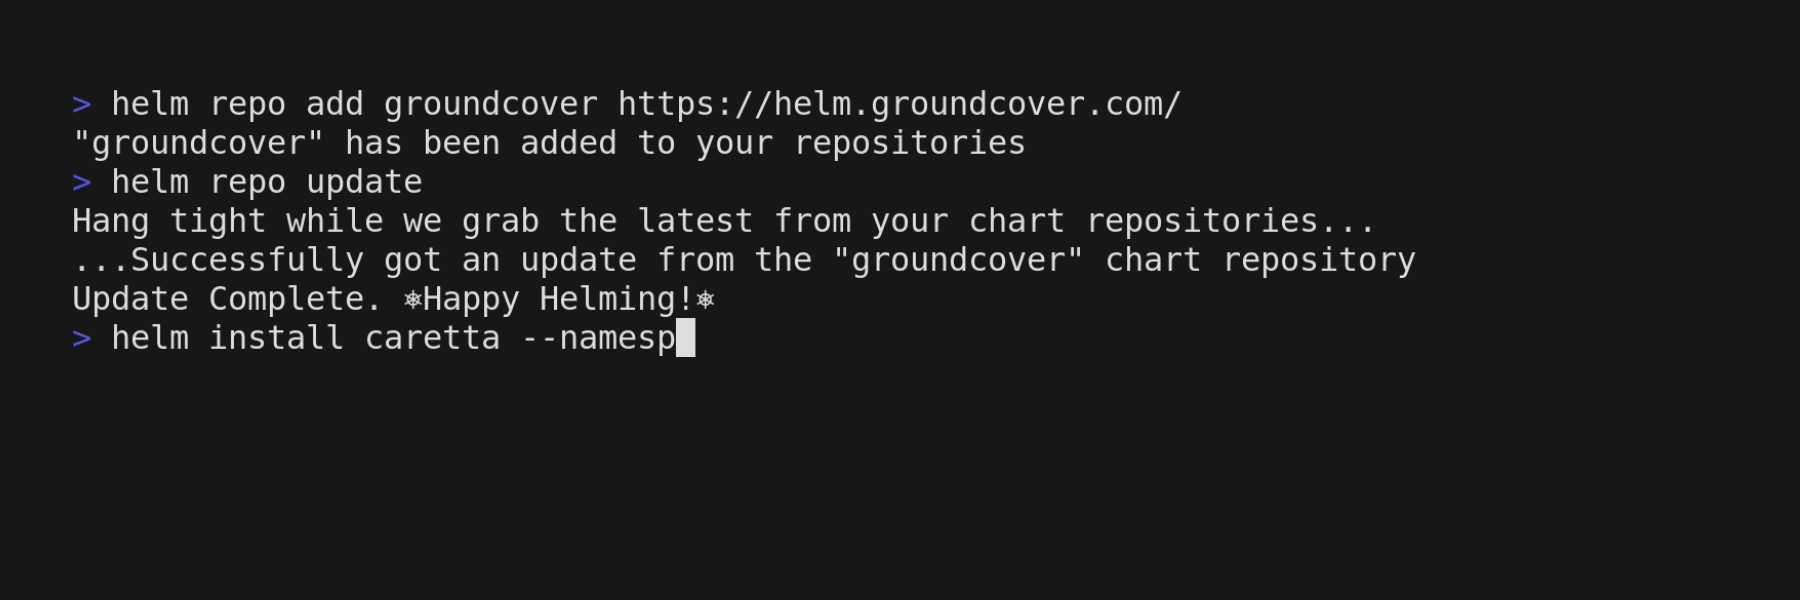 > helm repo add groundcover https://helm.groundcover.com/
"groundcover" has been added to your repositories
> helm repo update
Hang tight while we grab the latest from your chart repositories...
...Successfully got an update from the "groundcover" chart repository
Update Complete. ⎈Happy Helming!⎈
> helm install caretta --namesp